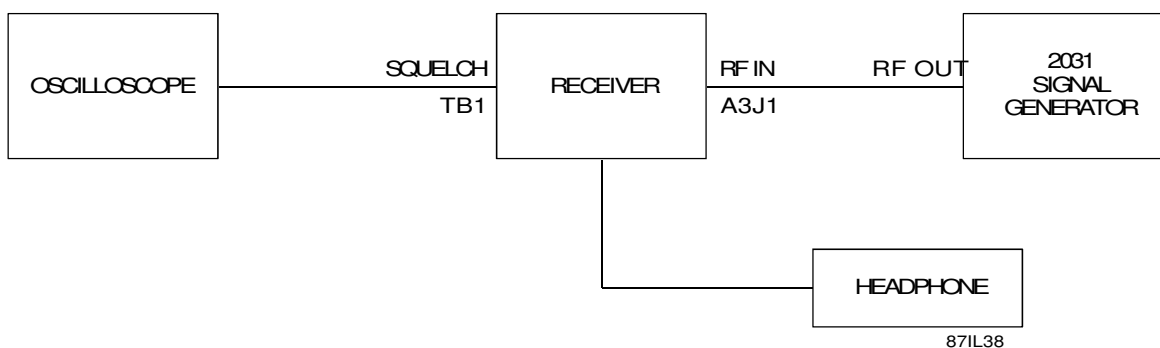 OSCILLOSCOPE
SQUELCH
TB1
RECEIVER
RF IN
A3J1
RF OUT
2031
SIGNAL
GENERATOR
HEADPHONE
87IL38